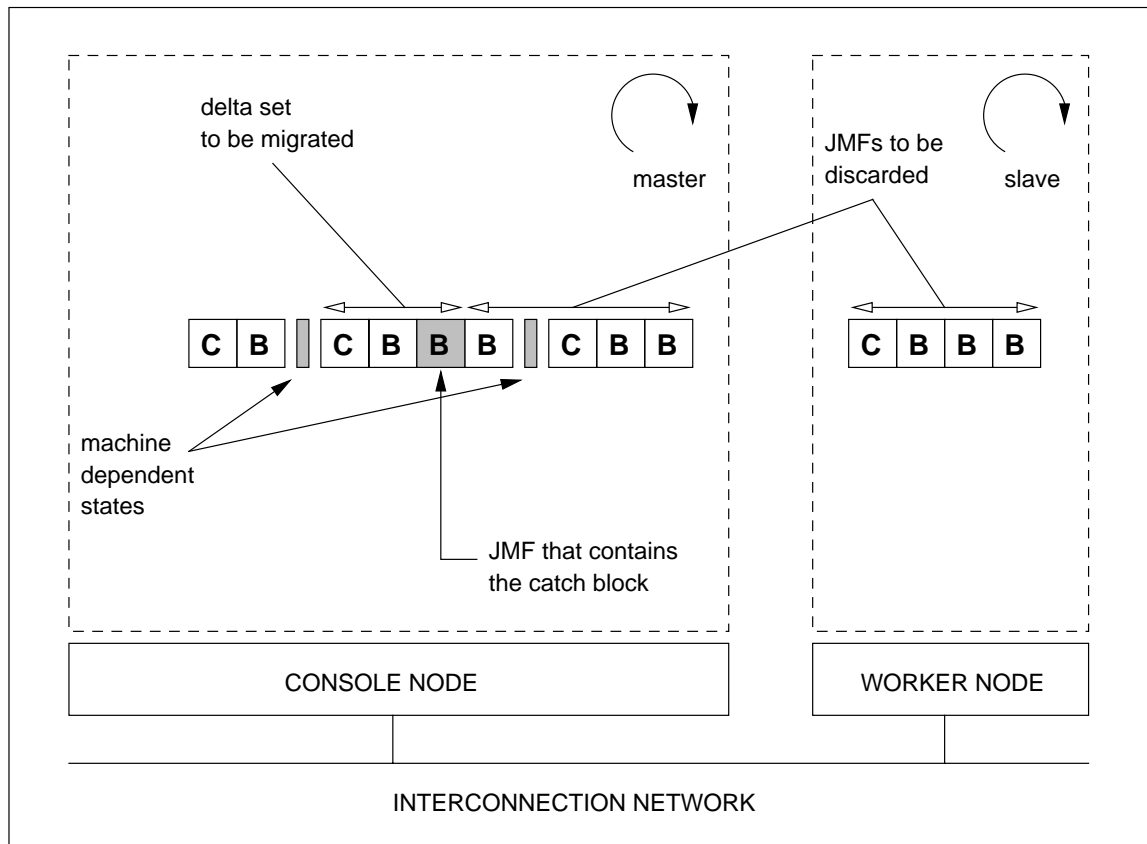 delta set
to be migrated
master
JMFs to be
discarded
slave
C B C B B B C B B
C B B B
machine
dependent
states
JMF that contains
the catch block
CONSOLE NODE
WORKER NODE
INTERCONNECTION NETWORK